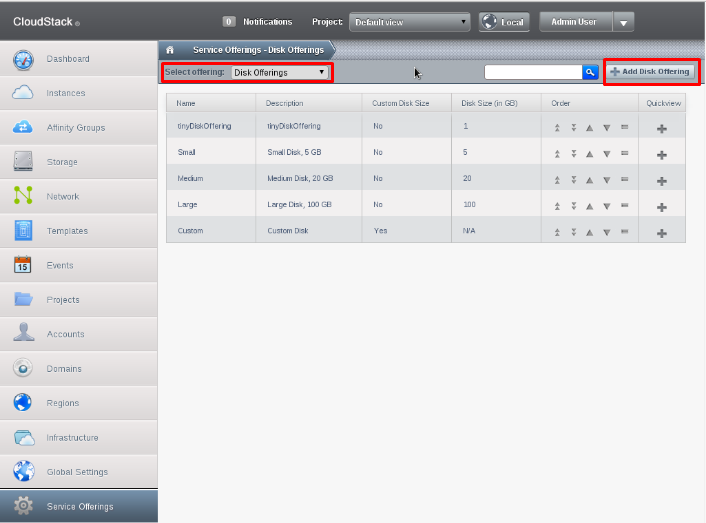 CloudStack
0 Notifications Project: Default view Local Admin User
Service Offerings - Disk Offerings
Select offering: Disk Offerings Add Disk Offering
Dashboard
Instances
Affinity Groups
Storage
Network
Templates
15 Events
Projects
Accounts
Domains
Regions
Infrastructure
Global Settings
Service Offerings
Name Description Custom Disk Size Disk Size (in GB) Order Quickview
tinyDiskOffering tinyDiskOffering No 1
Small Small Disk, 5 GB No 5
Medium Medium Disk, 20 GB No 20
Large Large Disk, 100 GB No 100
Custom Custom Disk Yes N/A